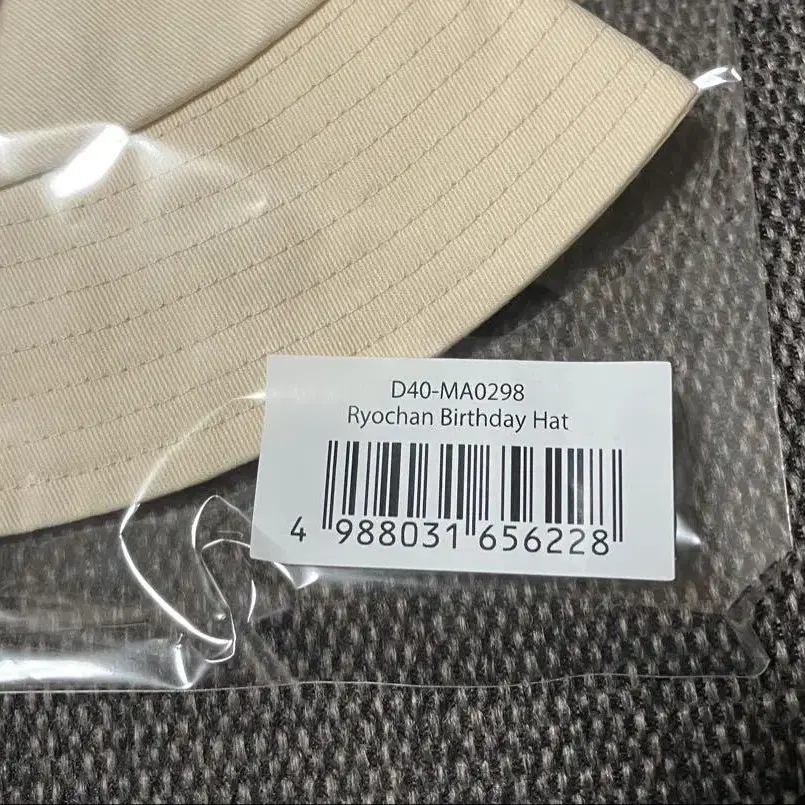 D40-MA0298
Ryochan Birthday Hat
4 988031 656228